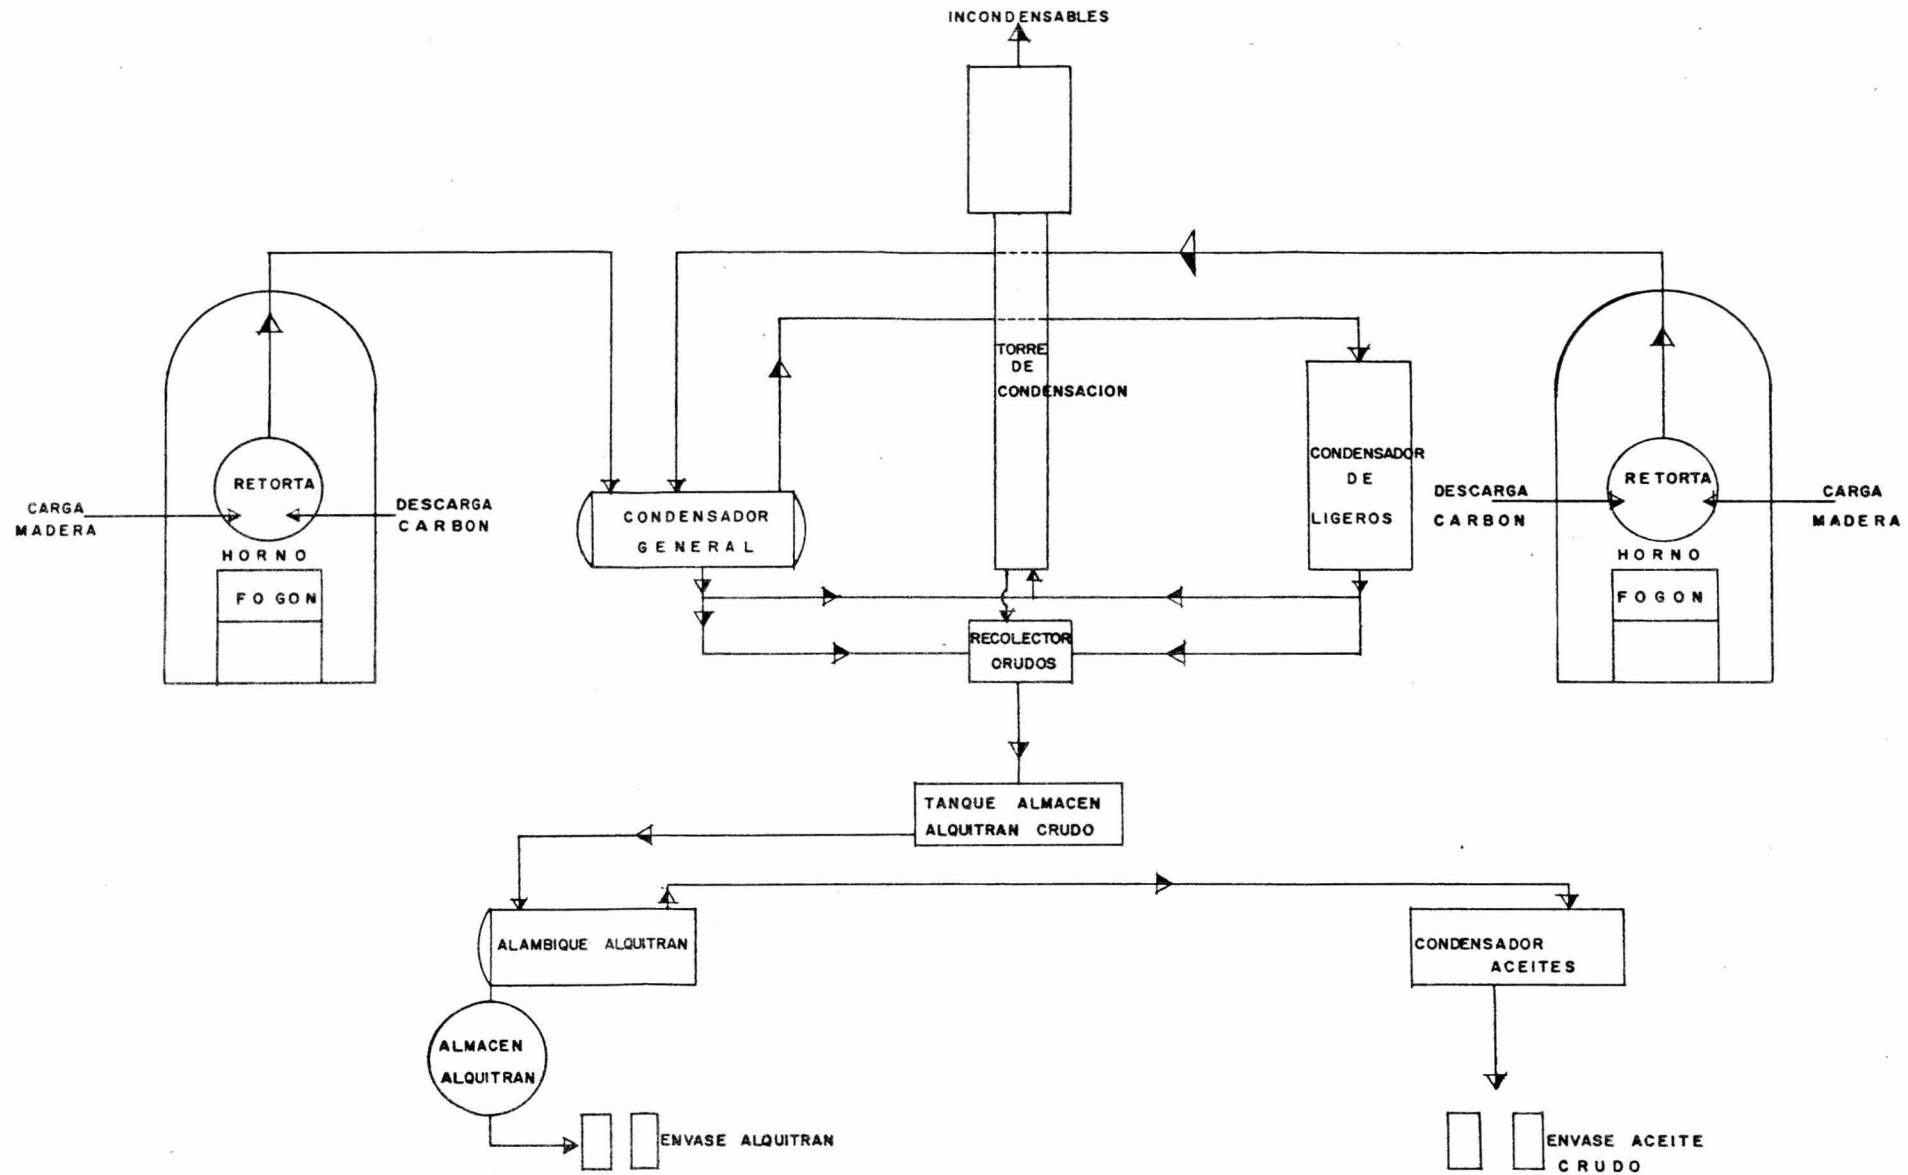 INCONDENSABLES
TORRE
DE
CONDENSACION
RETORTA
CARGA
MADERA
DESCARGA
CARBON
HORNO
FOGON
CONDENSADOR
GENERAL
CONDENSADOR
DE
LIGEROS
RETORTA
DESCARGA
CARBON
CARGA
MADERA
HORNO
FOGON
RECOLECTOR
CRUDOS
TANQUE ALMACEN
ALQUITRAN CRUDO
ALAMBIQUE ALQUITRAN
CONDENSADOR
ACEITES
ALMACEN
ALQUITRAN
ENVASE ALQUITRAN
ENVASE ACEITE
CRUDO